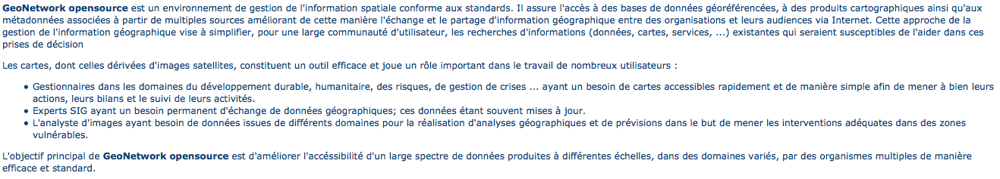 GeoNetwork opensource est un environnement de gestion de l'information spatiale conforme aux standards. Il assure l'accès à des bases de données géoréférencées, à des produits cartographiques ainsi qu'aux
métadonnées associées à partir de multiples sources améliorant de cette manière l'échange et le partage d'information géographique entre des organisations et leurs audiences via Internet. Cette approche de la
gestion de l'information géographique vise à simplifier, pour une large communauté d'utilisateur, les recherches d'informations (données, cartes, services, ...) existantes qui seraient susceptibles de l'aider dans ces
prises de décision
Les cartes, dont celles dérivées d'images satellites, constituent un outil efficace et joue un rôle important dans le travail de nombreux utilisateurs :
• Gestionnaires dans les domaines du développement durable, humanitaire, des risques, de gestion de crises ... ayant un besoin de cartes accessibles rapidement et de manière simple afin de mener à bien leurs
actions, leurs bilans et le suivi de leurs activités.
• Experts SIG ayant un besoin permanent d'échange de données géographiques; ces données étant souvent mises à jour.
• L'analyste d'images ayant besoin de données issues de différents domaines pour la réalisation d'analyses géographiques et de prévisions dans le but de mener les interventions adéquates dans des zones
vulnérables.
L'objectif principal de GeoNetwork opensource est d'améliorer l'accéssibilité d'un large spectre de données produites à différentes échelles, dans des domaines variés, par des organismes multiples de manière
efficace et standard.